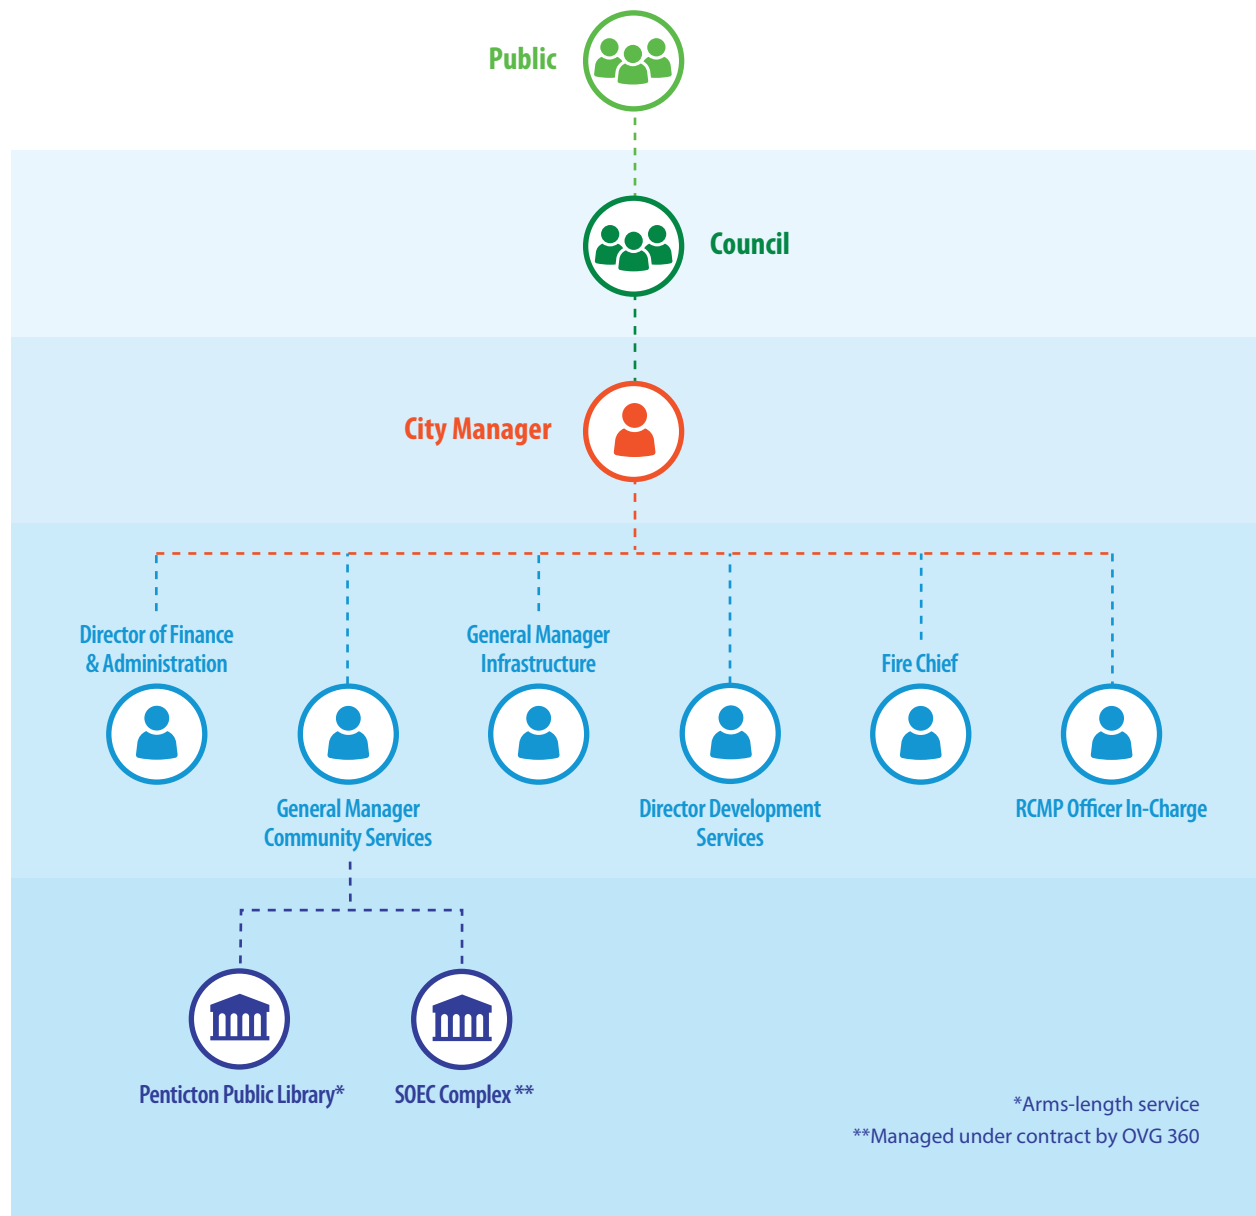 Public
Council
City Manager
Director of Finance
& Administration
General Manager
Infrastructure
Fire Chief
General Manager
Community Services
Director Development
Services
RCMP Officer In-Charge
Penticton Public Library*
SOEC Complex **
*Arms-length service
**Managed under contract by OVG 360